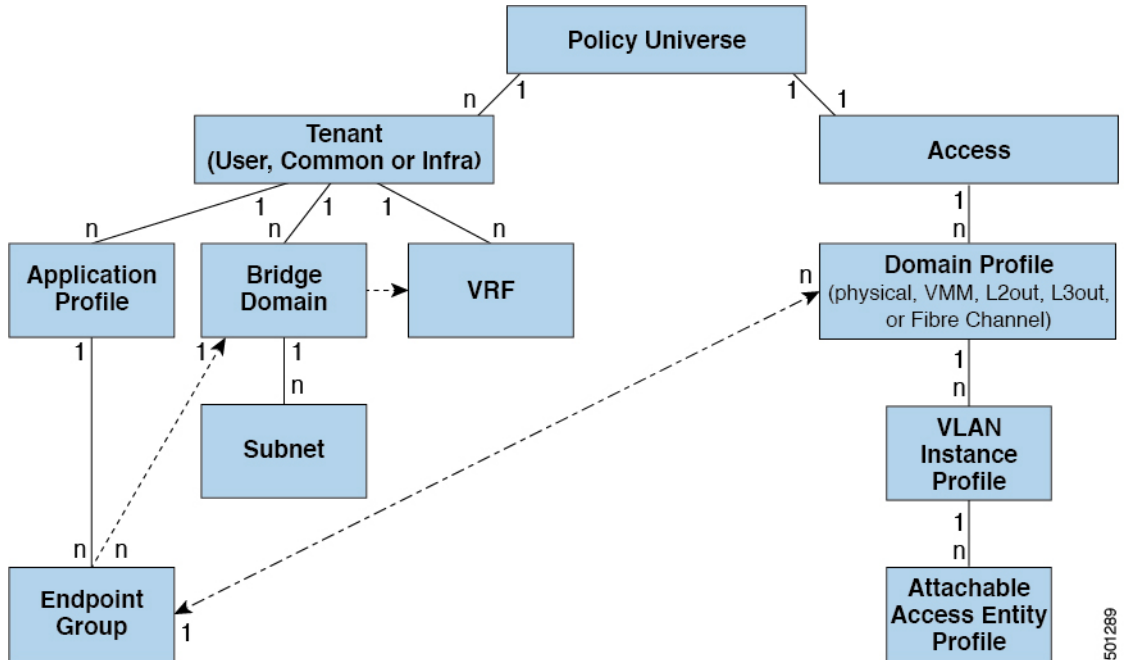 Policy Universe
1
1
n
1
Tenant
(User, Common or Infra)
Access
1
1
1
1
n
n
n
n
Application
Profile
Bridge
Domain
VRF
n
Domain Profile
(physical, VMM, L2out, L3out,
or Fibre Channel)
1
1
1
1
n
n
Subnet
VLAN
Instance
Profile
1
n
n
n
Endpoint
Group
1
Attachable
Access Entity
Profile
501289